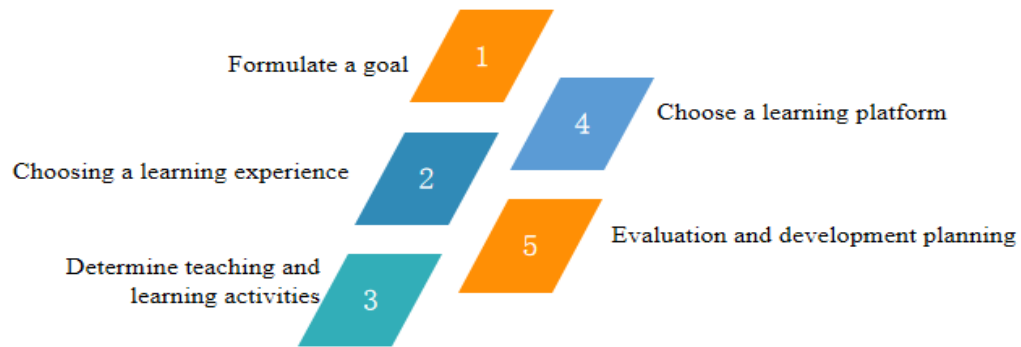 Formulate a goal
1
Choosing a learning experience
2
Determine teaching and
learning activities
3
4
Choose a learning platform
5
Evaluation and development planning